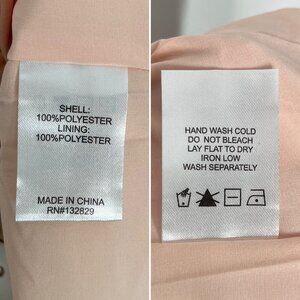 SHELL:
100%POLYESTER
LINING:
100%POLYESTER
MADE IN CHINA
RN#132829
HAND WASH COLD
DO NOT BLEACH
LAY FLAT TO DRY
IRON LOW
WASH SEPARATELY